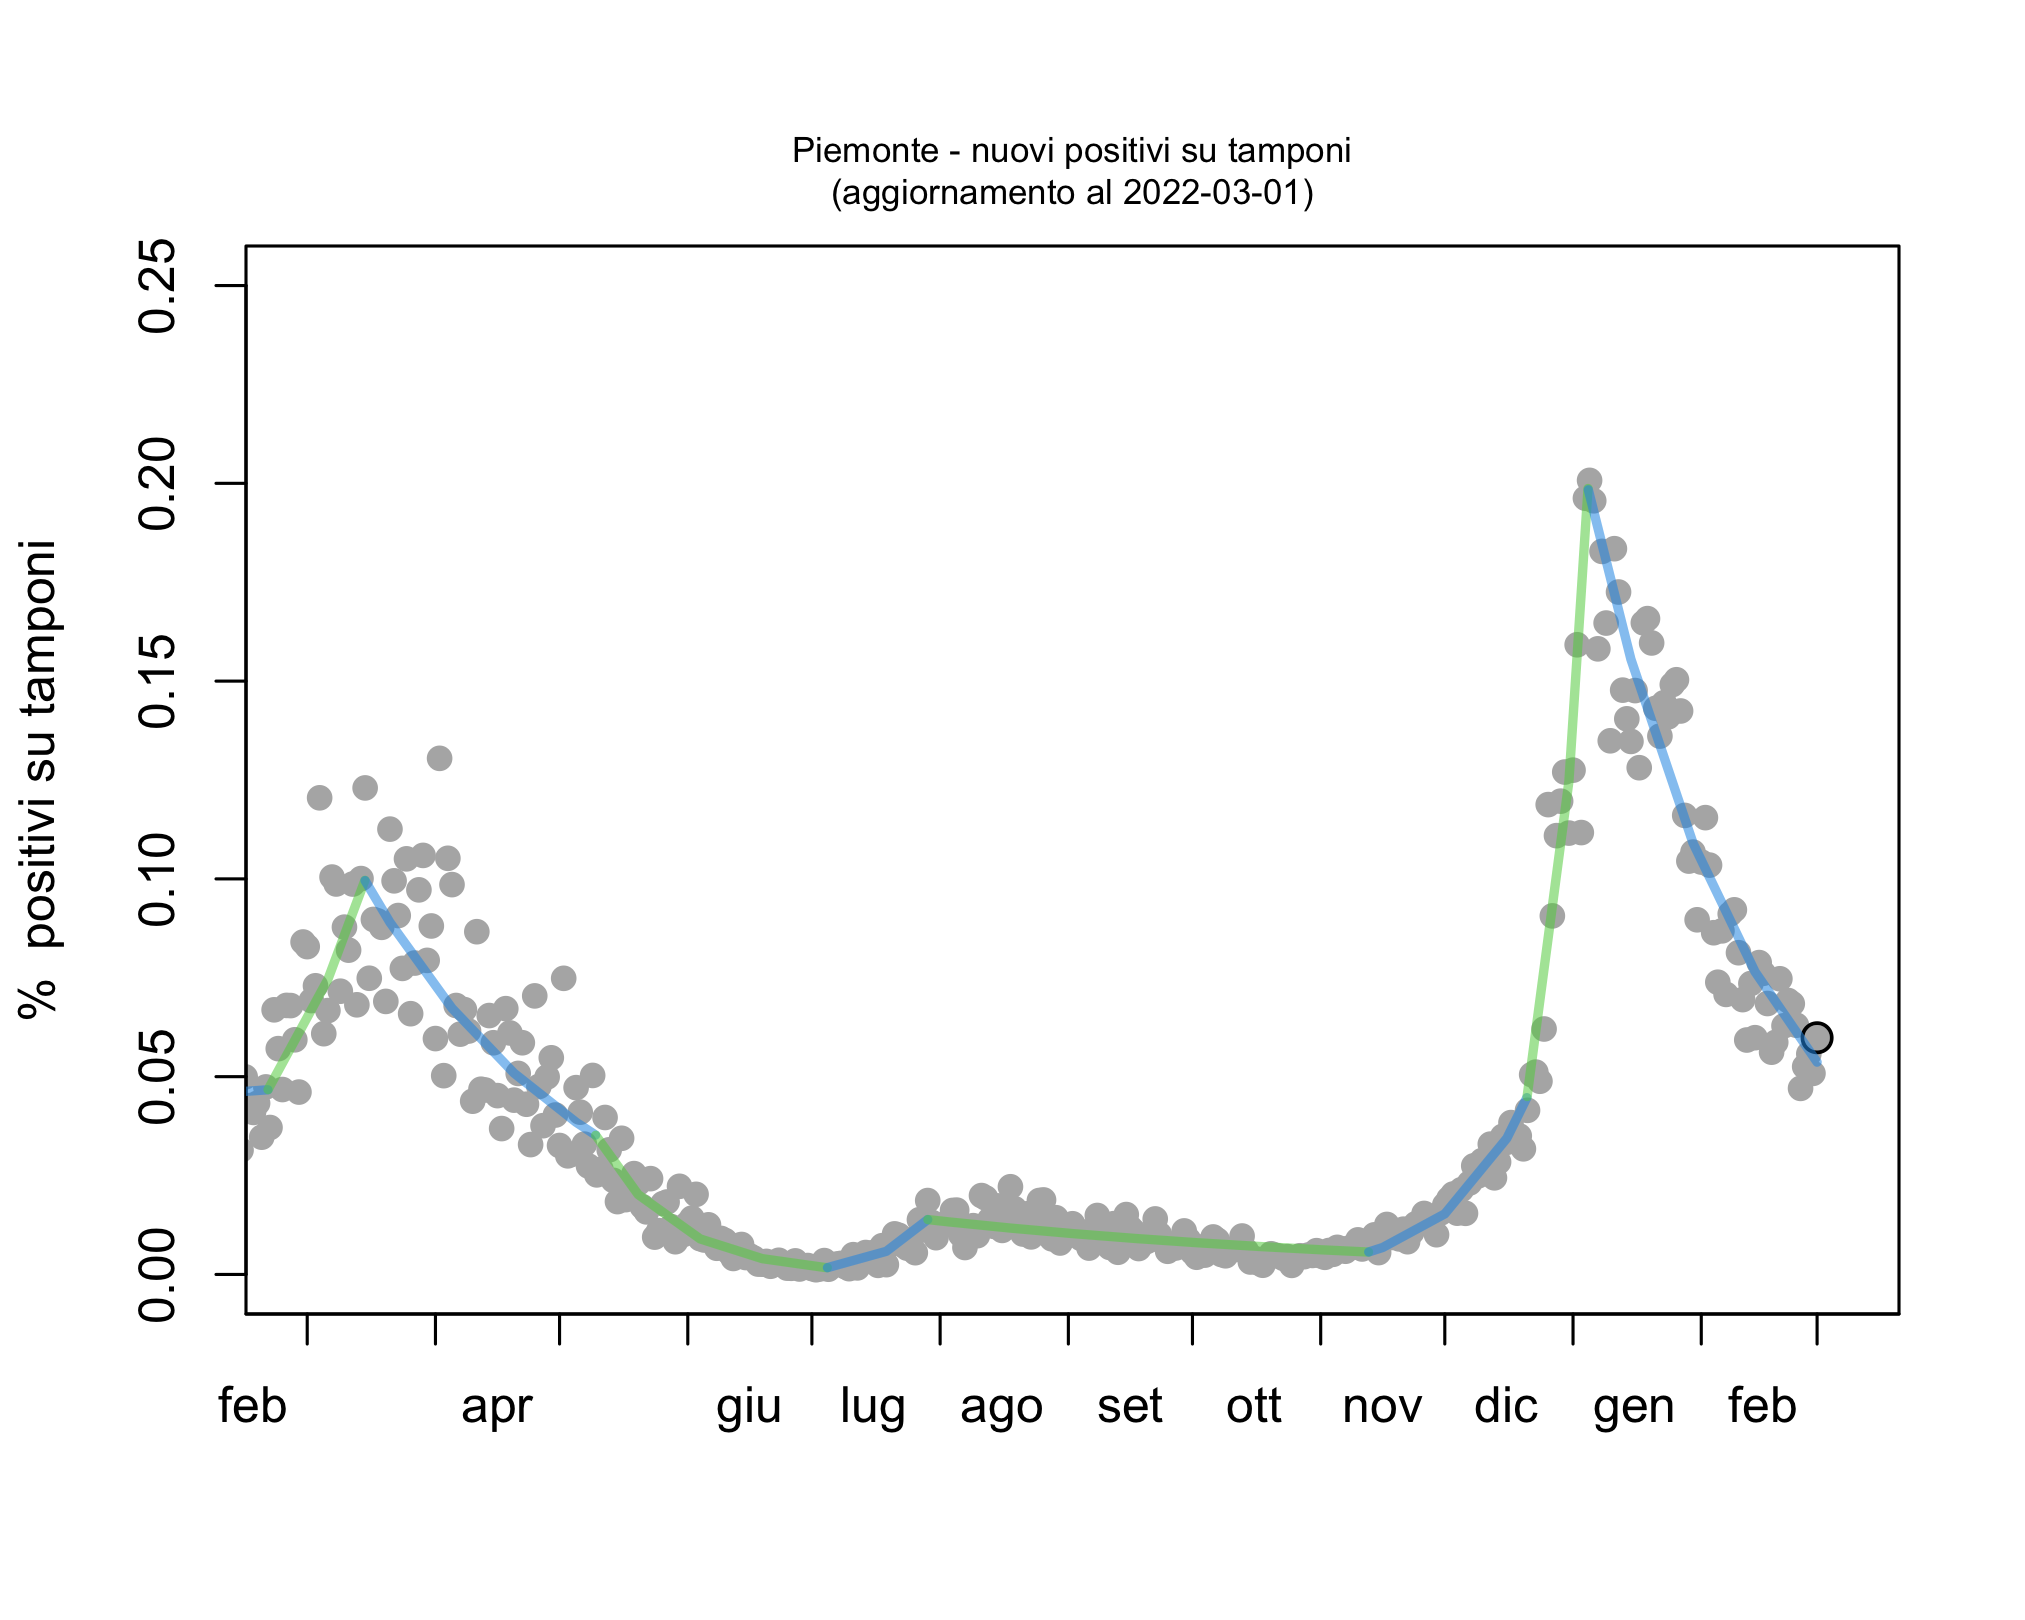 Piemonte - nuovi positivi su tamponi
(aggiornamento al 2022-03-01)
% positivi su tamponi
0.25
0.20
0.15
0.10
0.05
0.00
feb apr giu lug ago set ott nov dic gen feb